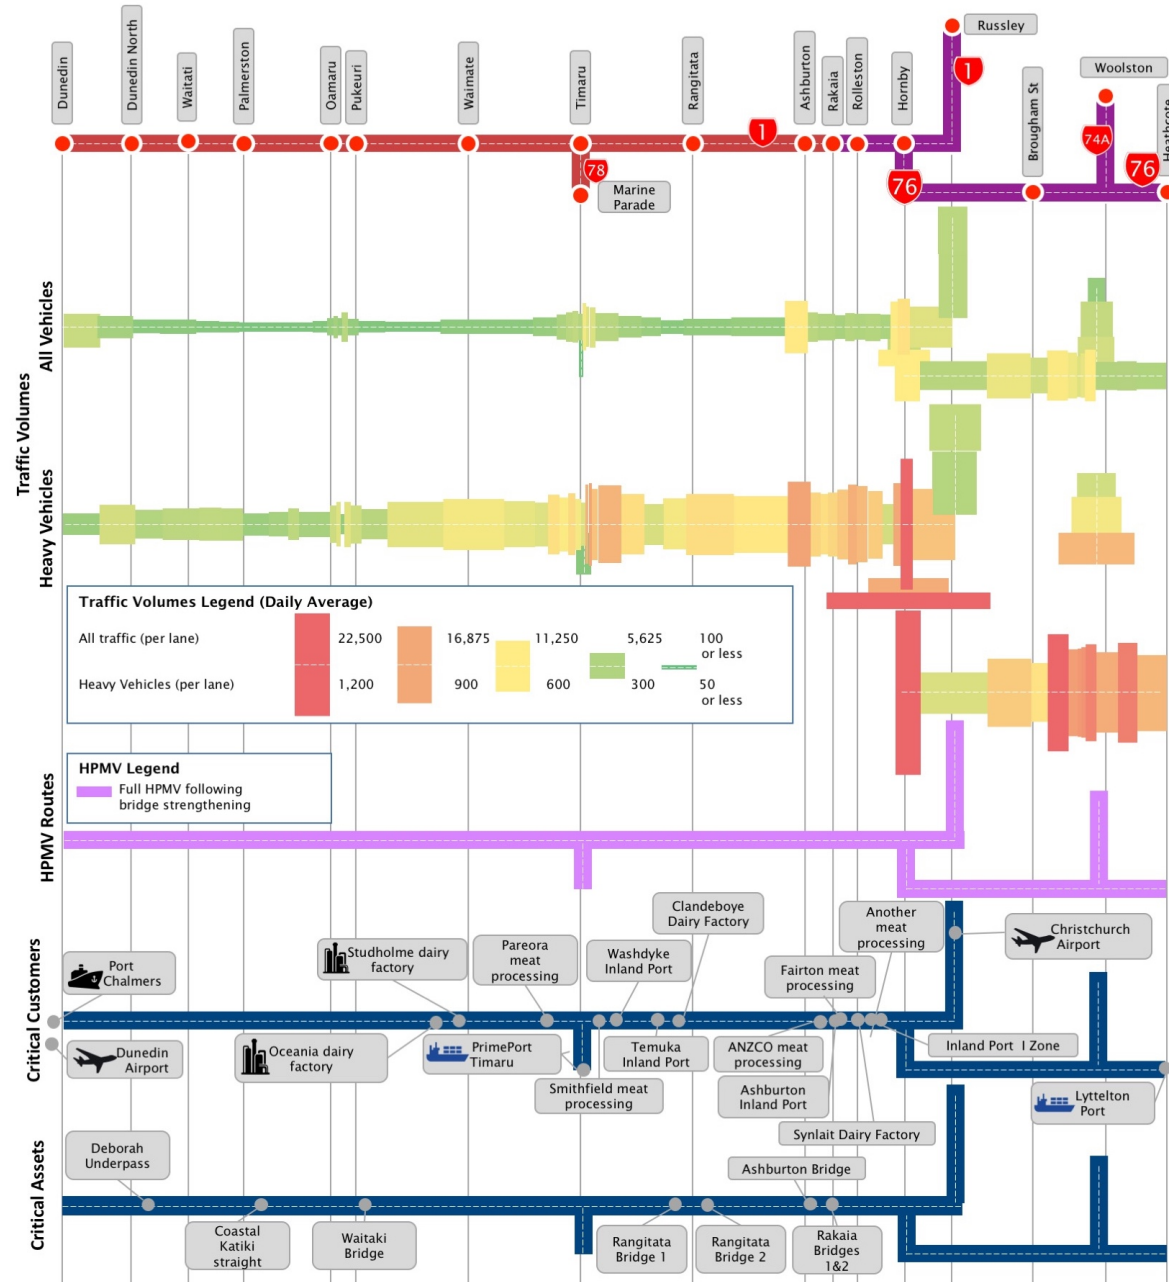 Dunedin
Dunedin North
Waitati
Palmerston
Oamaru
Pukeuri
Waimate
Timaru
Rangitata
Ashburton
Rakaia
Rolleston
Hornby
Russley
Woolston
Brougham St
Heathcote
1
1
78
76
74A
76
Marine
Parade
Traffic Volumes
All Vehicles
Heavy Vehicles
Traffic Volumes Legend (Daily Average)
All traffic (per lane)
22,500
16,875
11,250
5,625
100
or less
Heavy Vehicles (per lane)
1,200
900
600
300
50
or less
HPMV Routes
HPMV Legend
Full HPMV following
bridge strengthening
Critical Customers
Port
Chalmers
Dunedin
Airport
Studholme dairy
factory
Oceania dairy
factory
Pareora
meat
processing
PrimePort
Timaru
Smithfield meat
processing
Washdyke
Inland Port
Temuka
Inland Port
Clandeboye
Dairy Factory
Fairton meat
processing
ANZCO meat
processing
Ashburton
Inland Port
Another
meat
processing
Synlait Dairy Factory
Inland Port I Zone
Christchurch
Airport
Lyttelton
Port
Critical Assets
Deborah
Underpass
Coastal
Katiki
straight
Waitaki
Bridge
Rangitata
Bridge 1
Rangitata
Bridge 2
Ashburton Bridge
Rakaia
Bridges
1&2